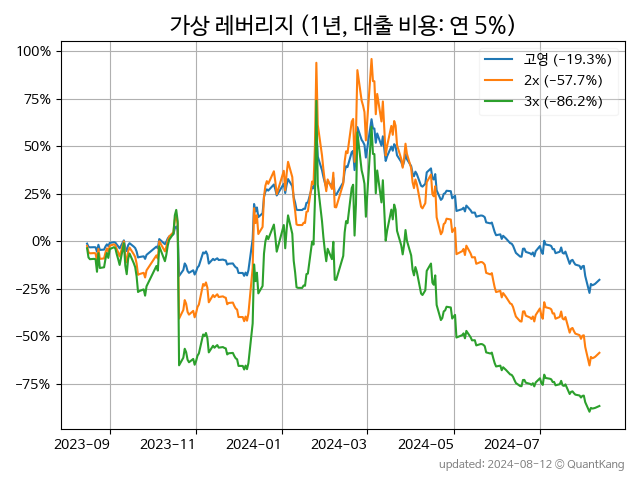 가상 레버리지 (1년, 대출 비용: 연 5%)
고영 (−19.3%)
2x (−57.7%)
3x (−86.2%)
100%
75%
50%
25%
0%
−25%
−50%
−75%
2023-09 2023-11 2024-01 2024-03 2024-05 2024-07
updated: 2024-08-12 © QuantKang